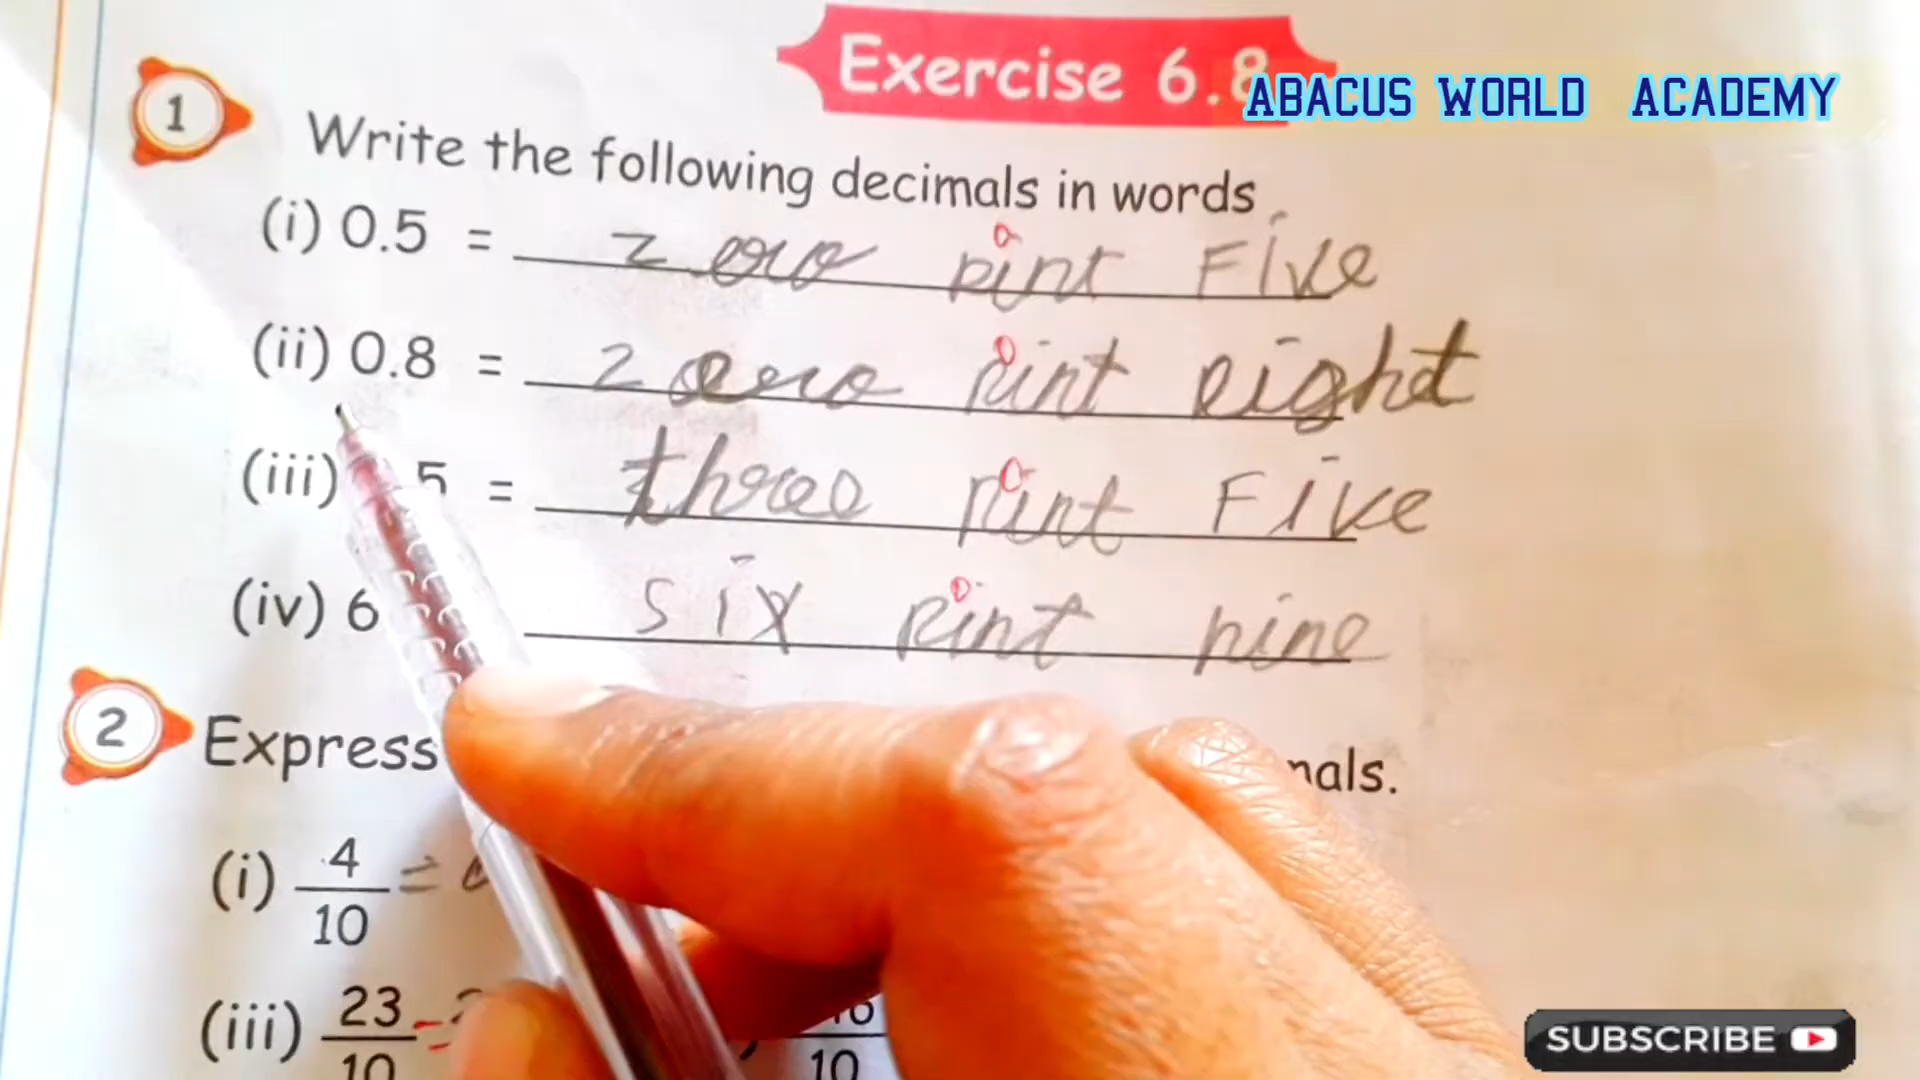 Exercise 6.8
ABACUS WORLD ACADEMY
1 Write the following decimals in words
(i) 0.5 = zero point Five
(ii) 0.8 = zero point eight
(iii) 5 = three point Five
(iv) 6 six point nine
2 Express
(i) 4/10 =
(iii) 23/10
10
SUBSCRIBE